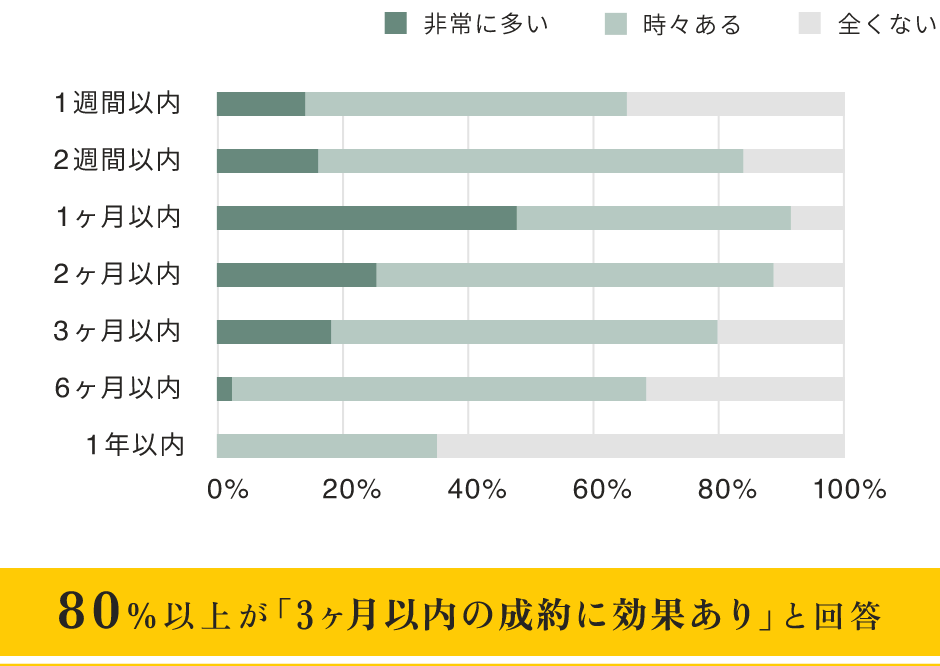 非常に多い 時々ある 全くない
1週間以内
2週間以内
1ヶ月以内
2ヶ月以内
3ヶ月以内
6ヶ月以内
1年以内
0% 20% 40% 60% 80% 100%
80%以上が「3ヶ月以内の成約に効果あり」と回答